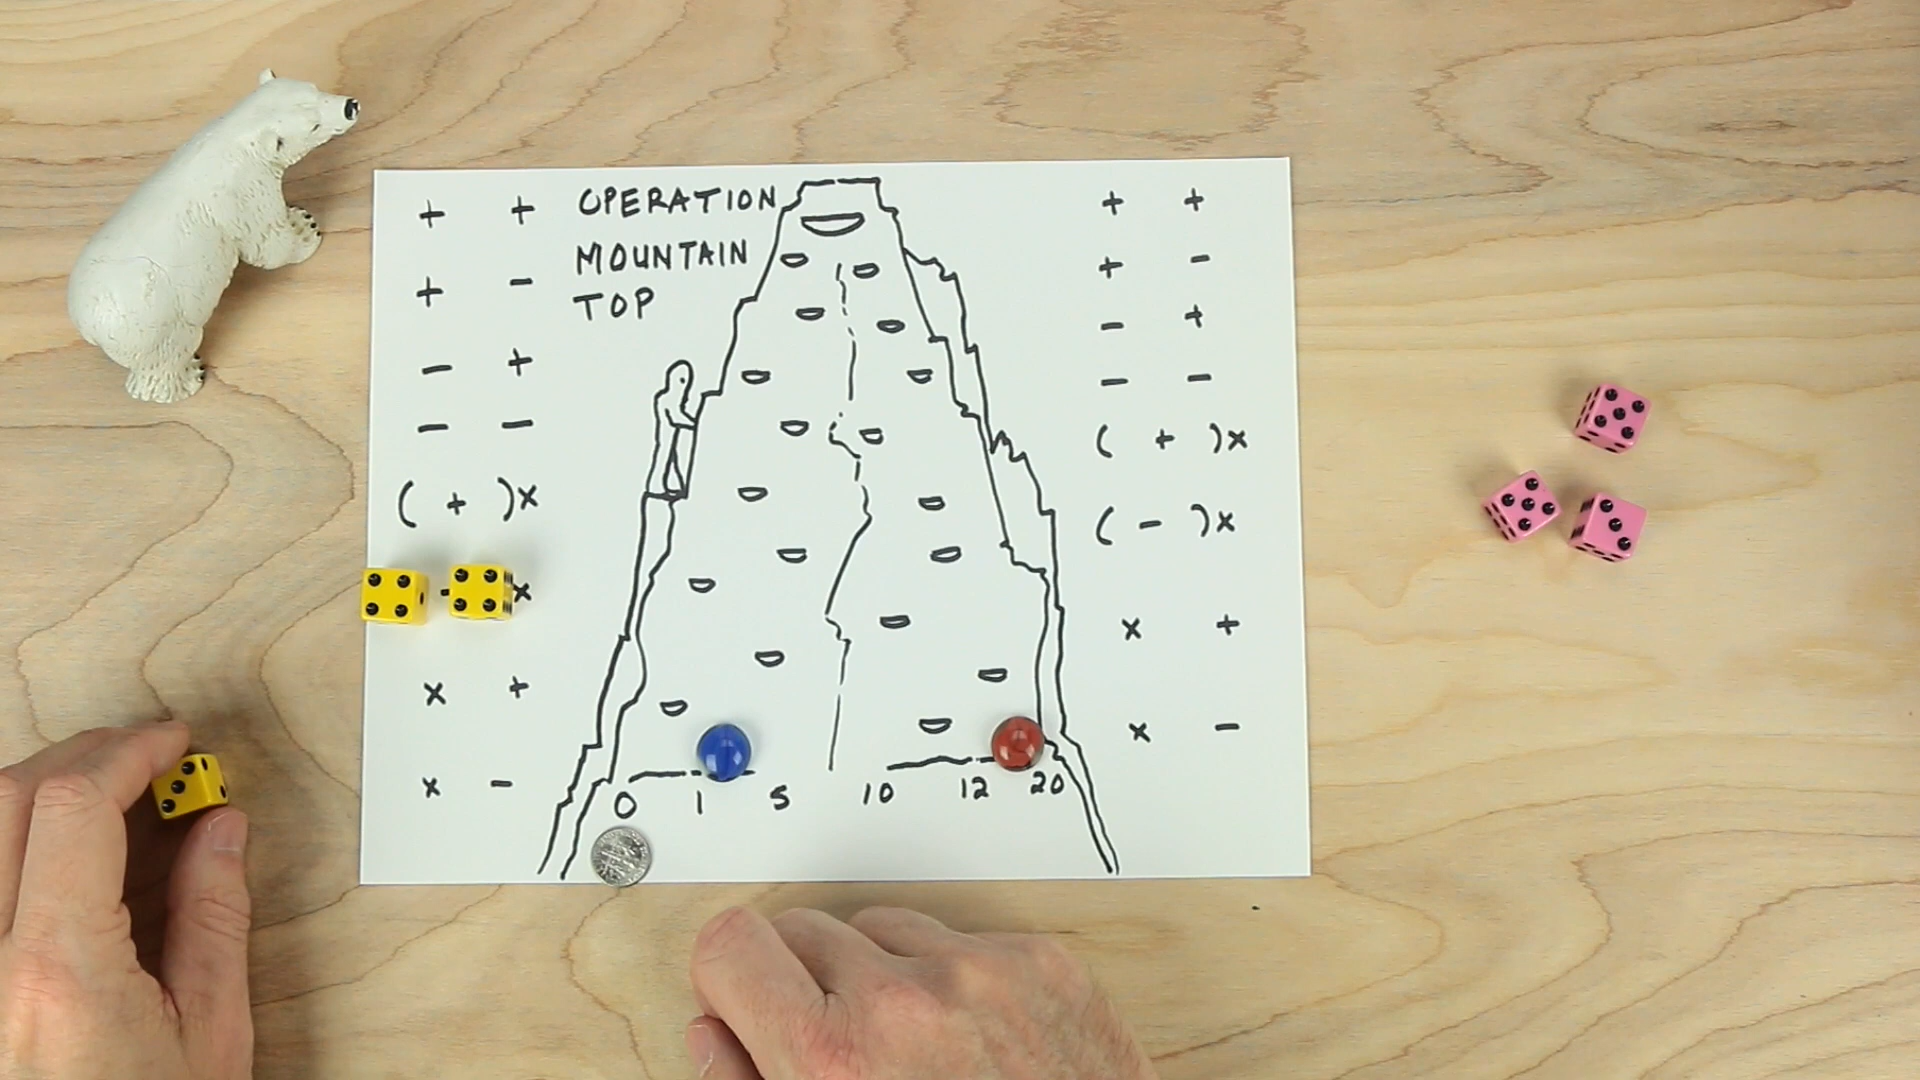 OPERATION
MOUNTAIN
TOP
+ +
+ -
- +
- -
( + )x
x
x +
x -
+ +
+ -
- +
- -
( + )x
( - )x
x +
x -
0 1 5 10 12 20